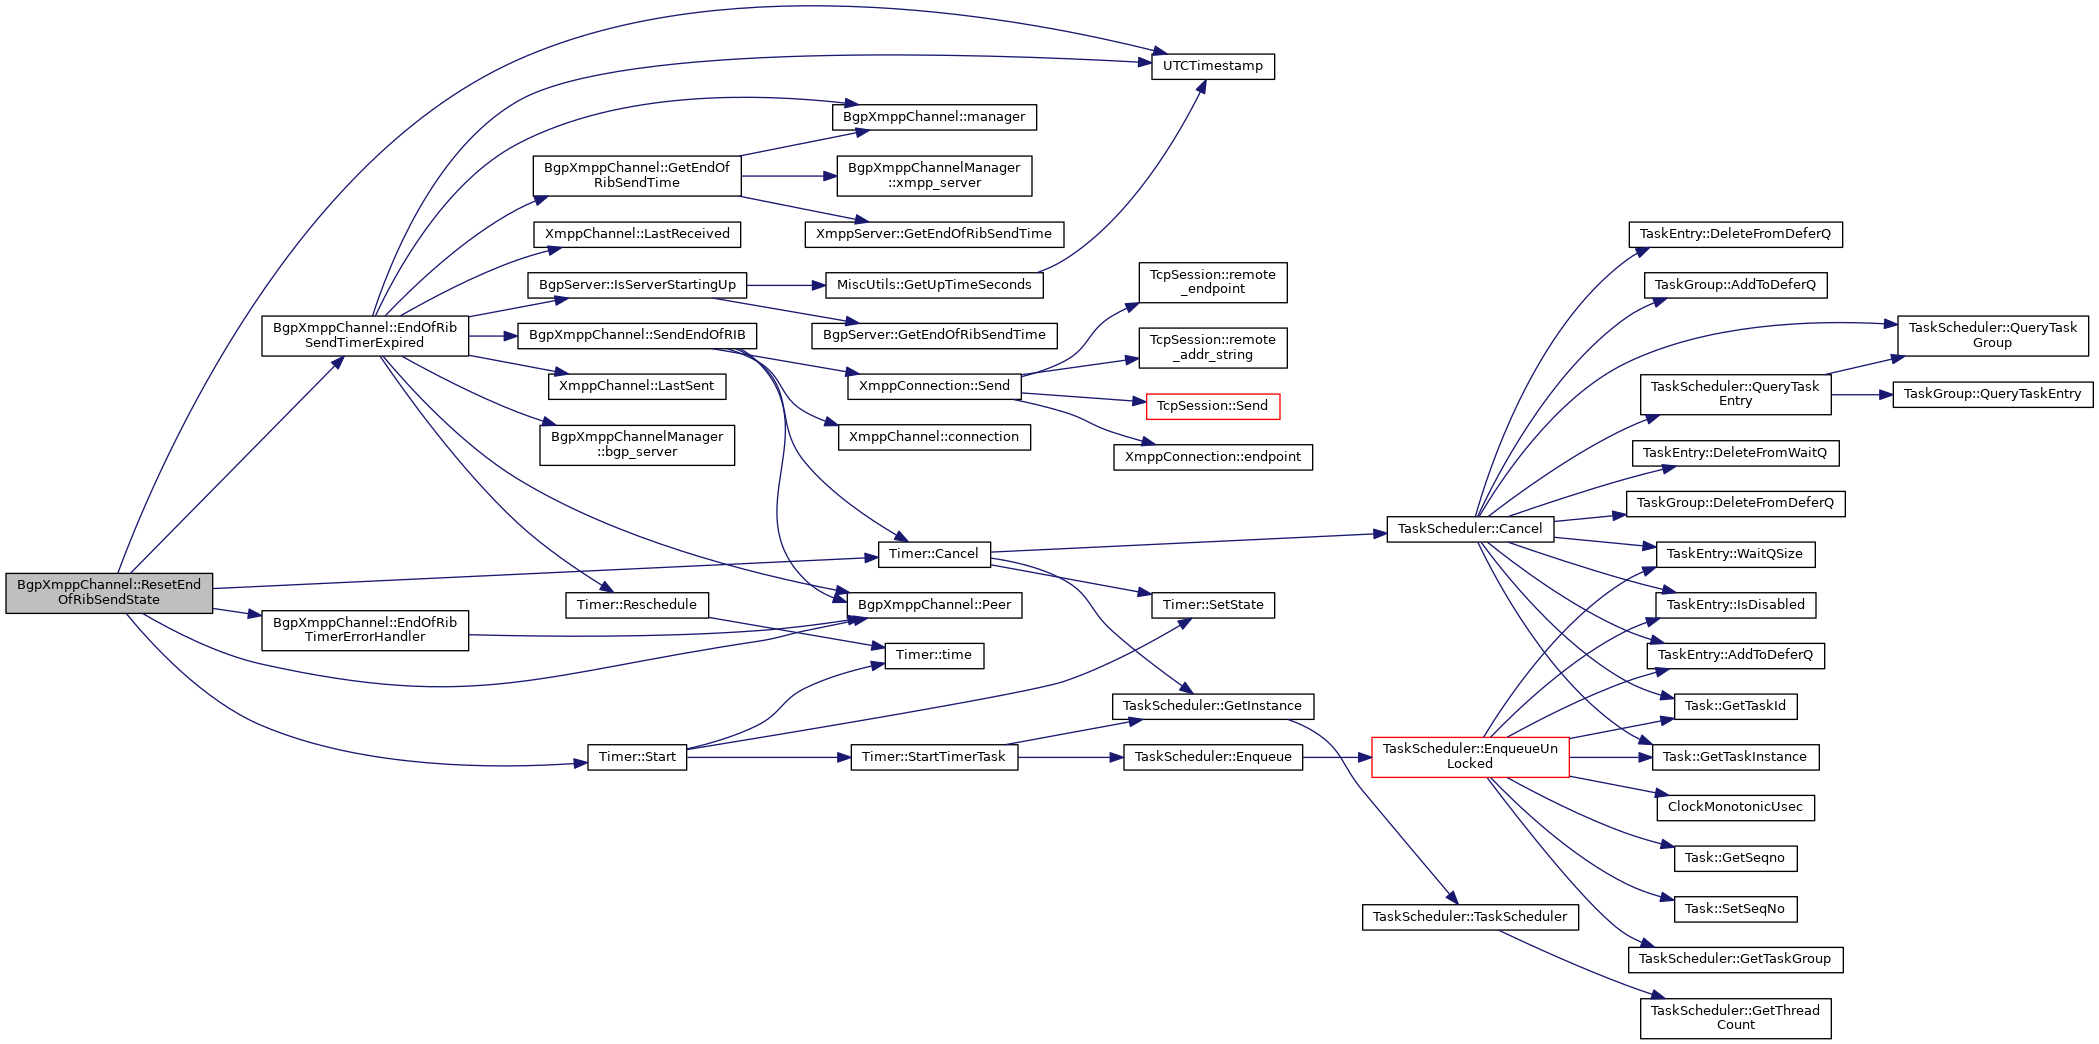 BgpXmppChannel::ResetEnd
OfRibSendState
BgpXmppChannel::EndOfRib
SendTimerExpired
BgpXmppChannel::EndOfRib
TimerErrorHandler
BgpXmppChannel::GetEndOf
RibSendTime
XmppChannel::LastReceived
BgpServer::IsServerStartingUp
BgpXmppChannel::SendEndOfRIB
XmppChannel::LastSent
BgpXmppChannelManager
::bgp_server
Timer::Reschedule
Timer::Start
BgpXmppChannel::manager
BgpXmppChannelManager
::xmpp_server
XmppServer::GetEndOfRibSendTime
MiscUtils::GetUpTimeSeconds
BgpServer::GetEndOfRibSendTime
XmppConnection::Send
XmppChannel::connection
Timer::Cancel
BgpXmppChannel::Peer
Timer::time
Timer::StartTimerTask
UTCTimestamp
TcpSession::remote
_endpoint
TcpSession::remote
_addr_string
TcpSession::Send
XmppConnection::endpoint
Timer::SetState
TaskScheduler::GetInstance
TaskScheduler::Enqueue
TaskScheduler::Cancel
TaskScheduler::EnqueueUn
Locked
TaskScheduler::TaskScheduler
TaskEntry::DeleteFromDeferQ
TaskGroup::AddToDeferQ
TaskScheduler::QueryTask
Entry
TaskEntry::DeleteFromWaitQ
TaskGroup::DeleteFromDeferQ
TaskEntry::WaitQSize
TaskEntry::IsDisabled
TaskEntry::AddToDeferQ
Task::GetTaskId
Task::GetTaskInstance
ClockMonotonicUsec
Task::GetSeqno
Task::SetSeqNo
TaskScheduler::GetTaskGroup
TaskScheduler::GetThread
Count
TaskScheduler::QueryTask
Group
TaskGroup::QueryTaskEntry